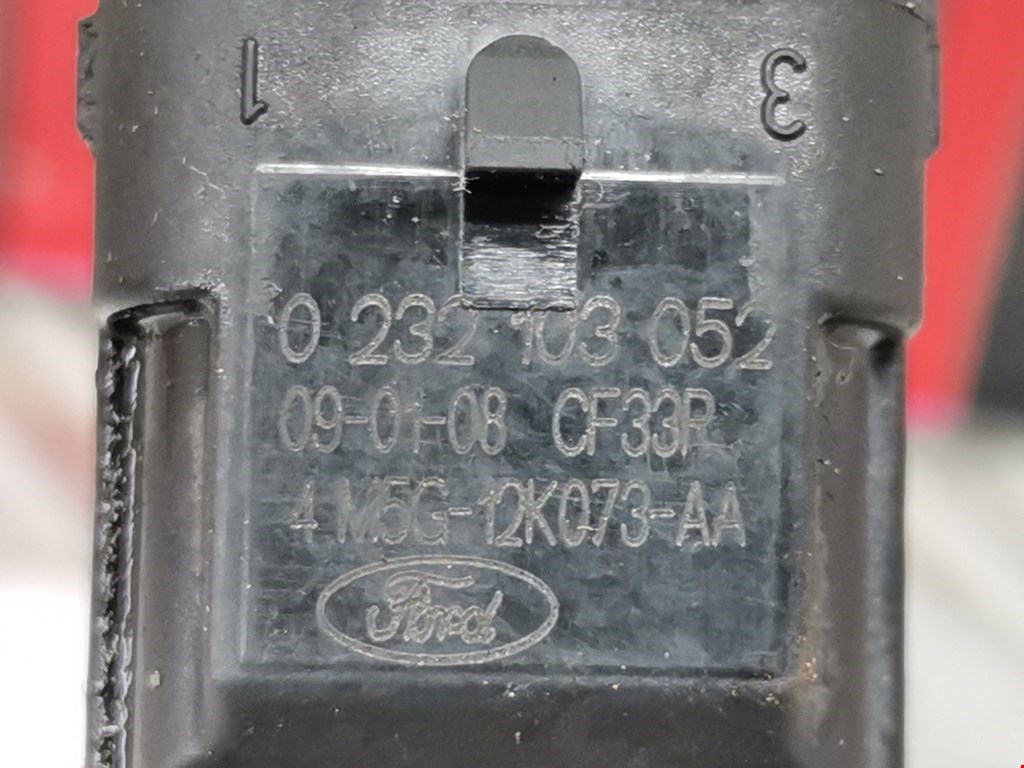 1 3
0 232 103 052
09-01-08 CF33R
4M5G-12K073-AA
Ford